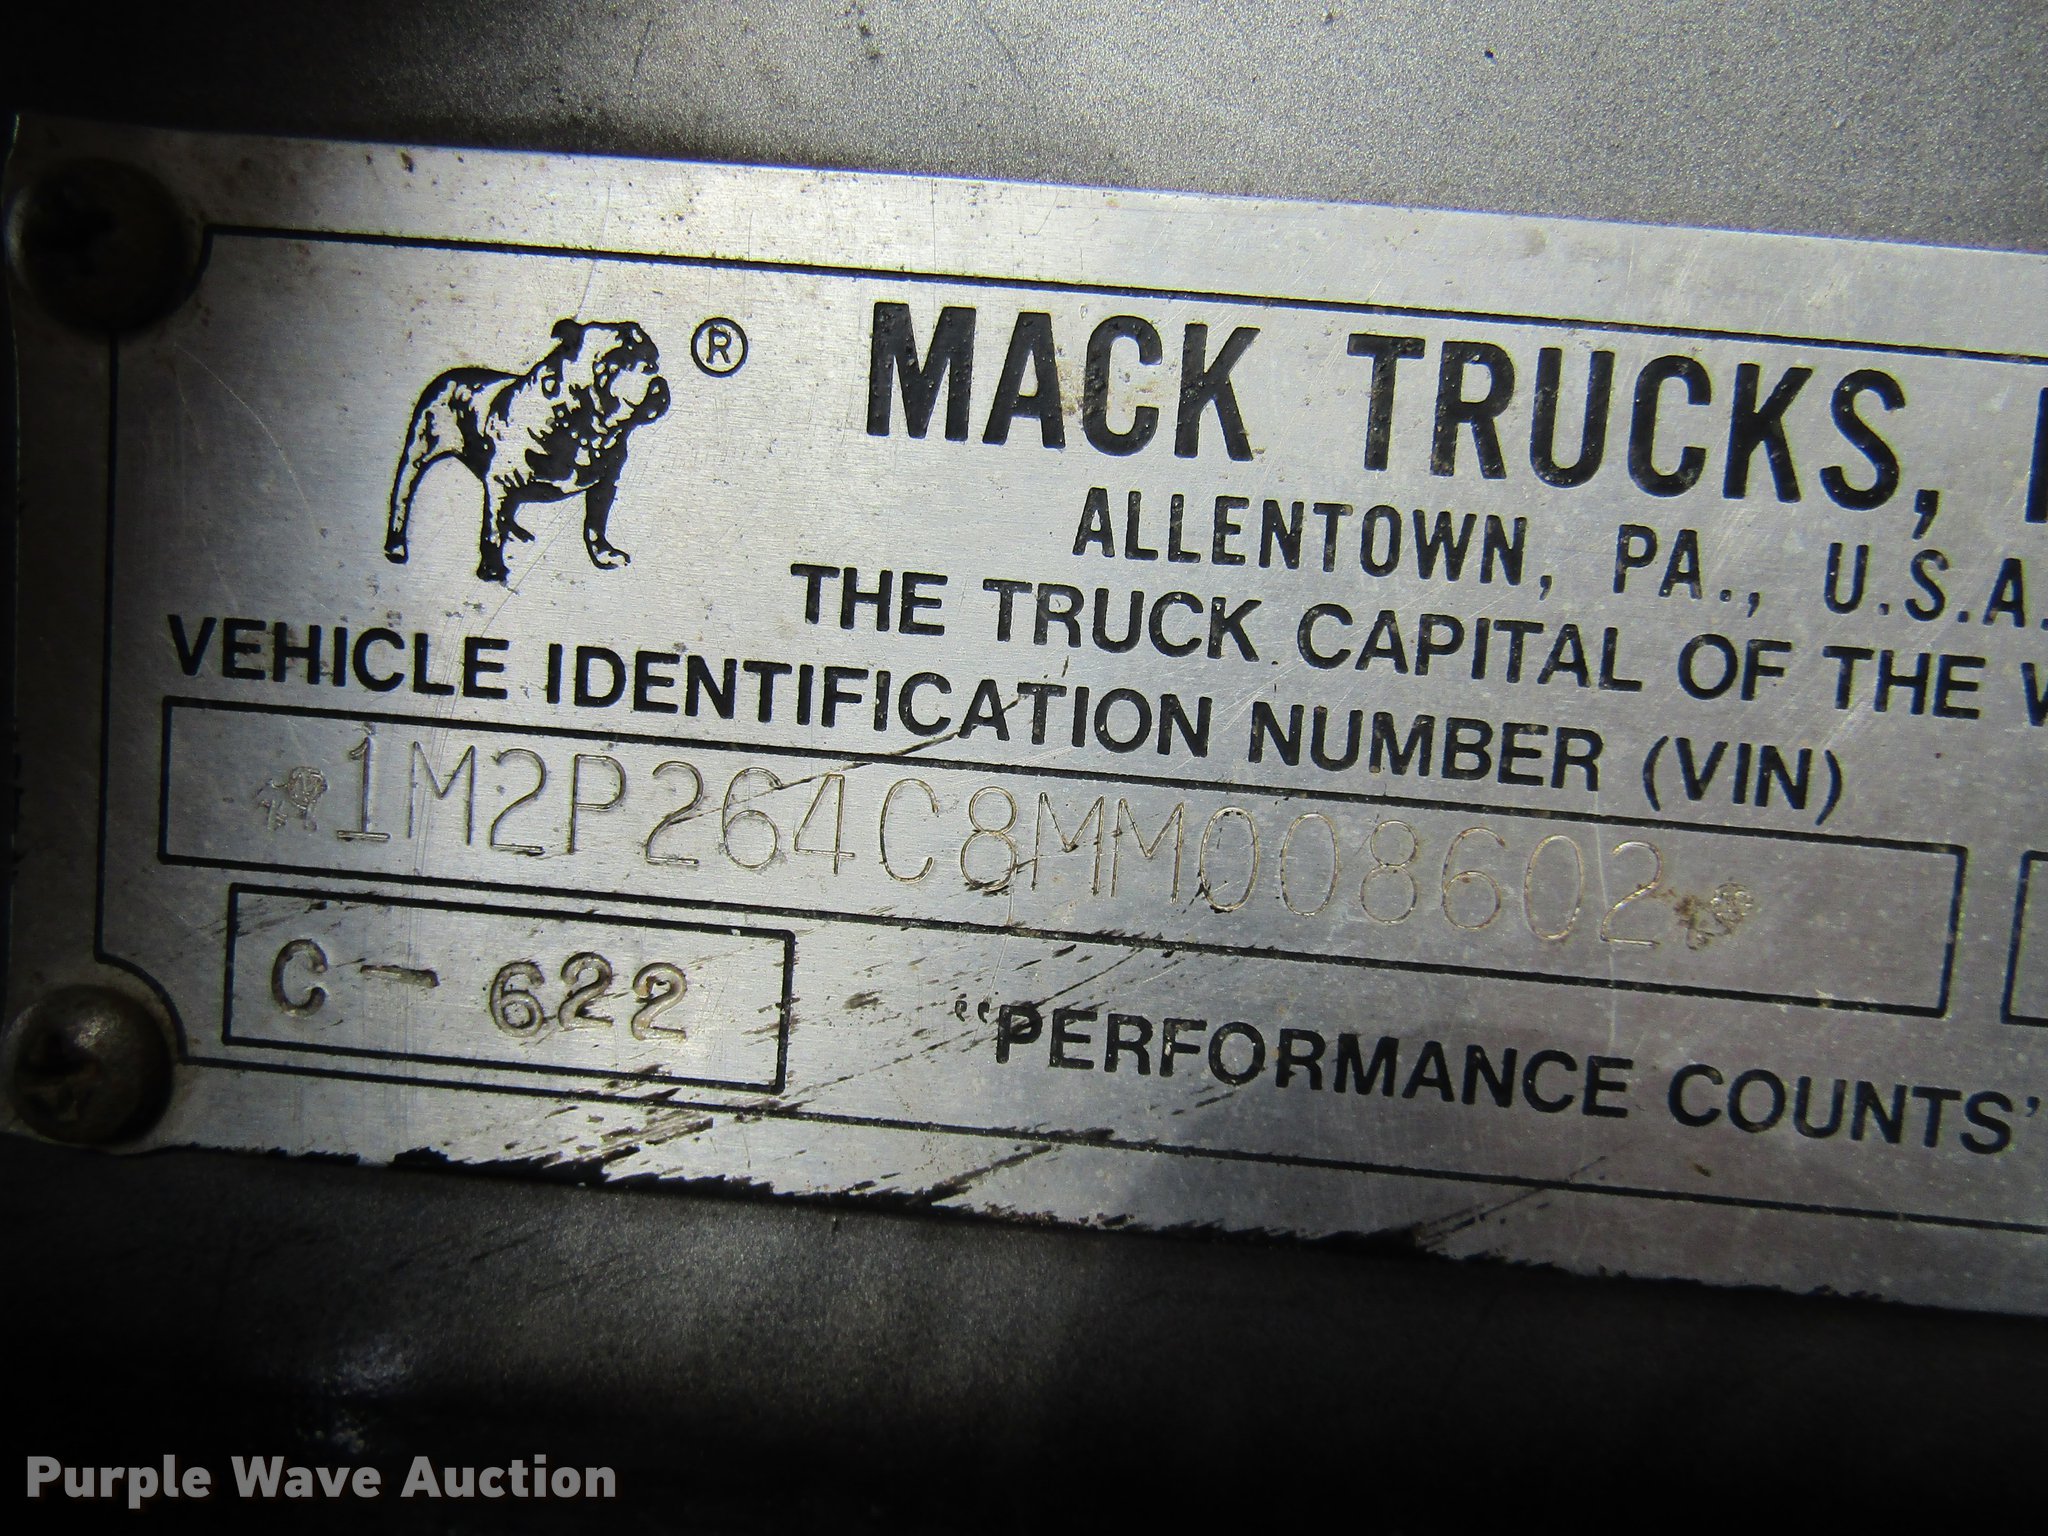 ®
MACK TRUCKS,
ALLENTOWN, PA., U.S.A.
THE TRUCK CAPITAL OF THE
VEHICLE IDENTIFICATION NUMBER (VIN)
1M2P264C8MM008602
C-622
"PERFORMANCE COUNTS"
Purple Wave Auction